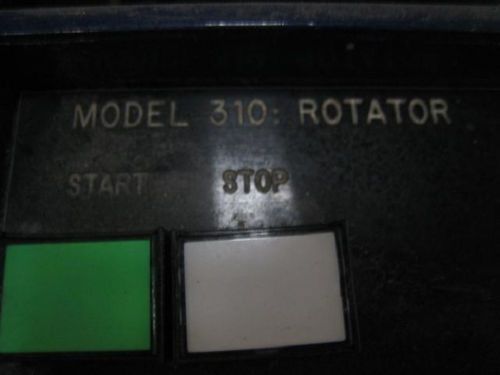 MODEL 310: ROTATOR
START STOP